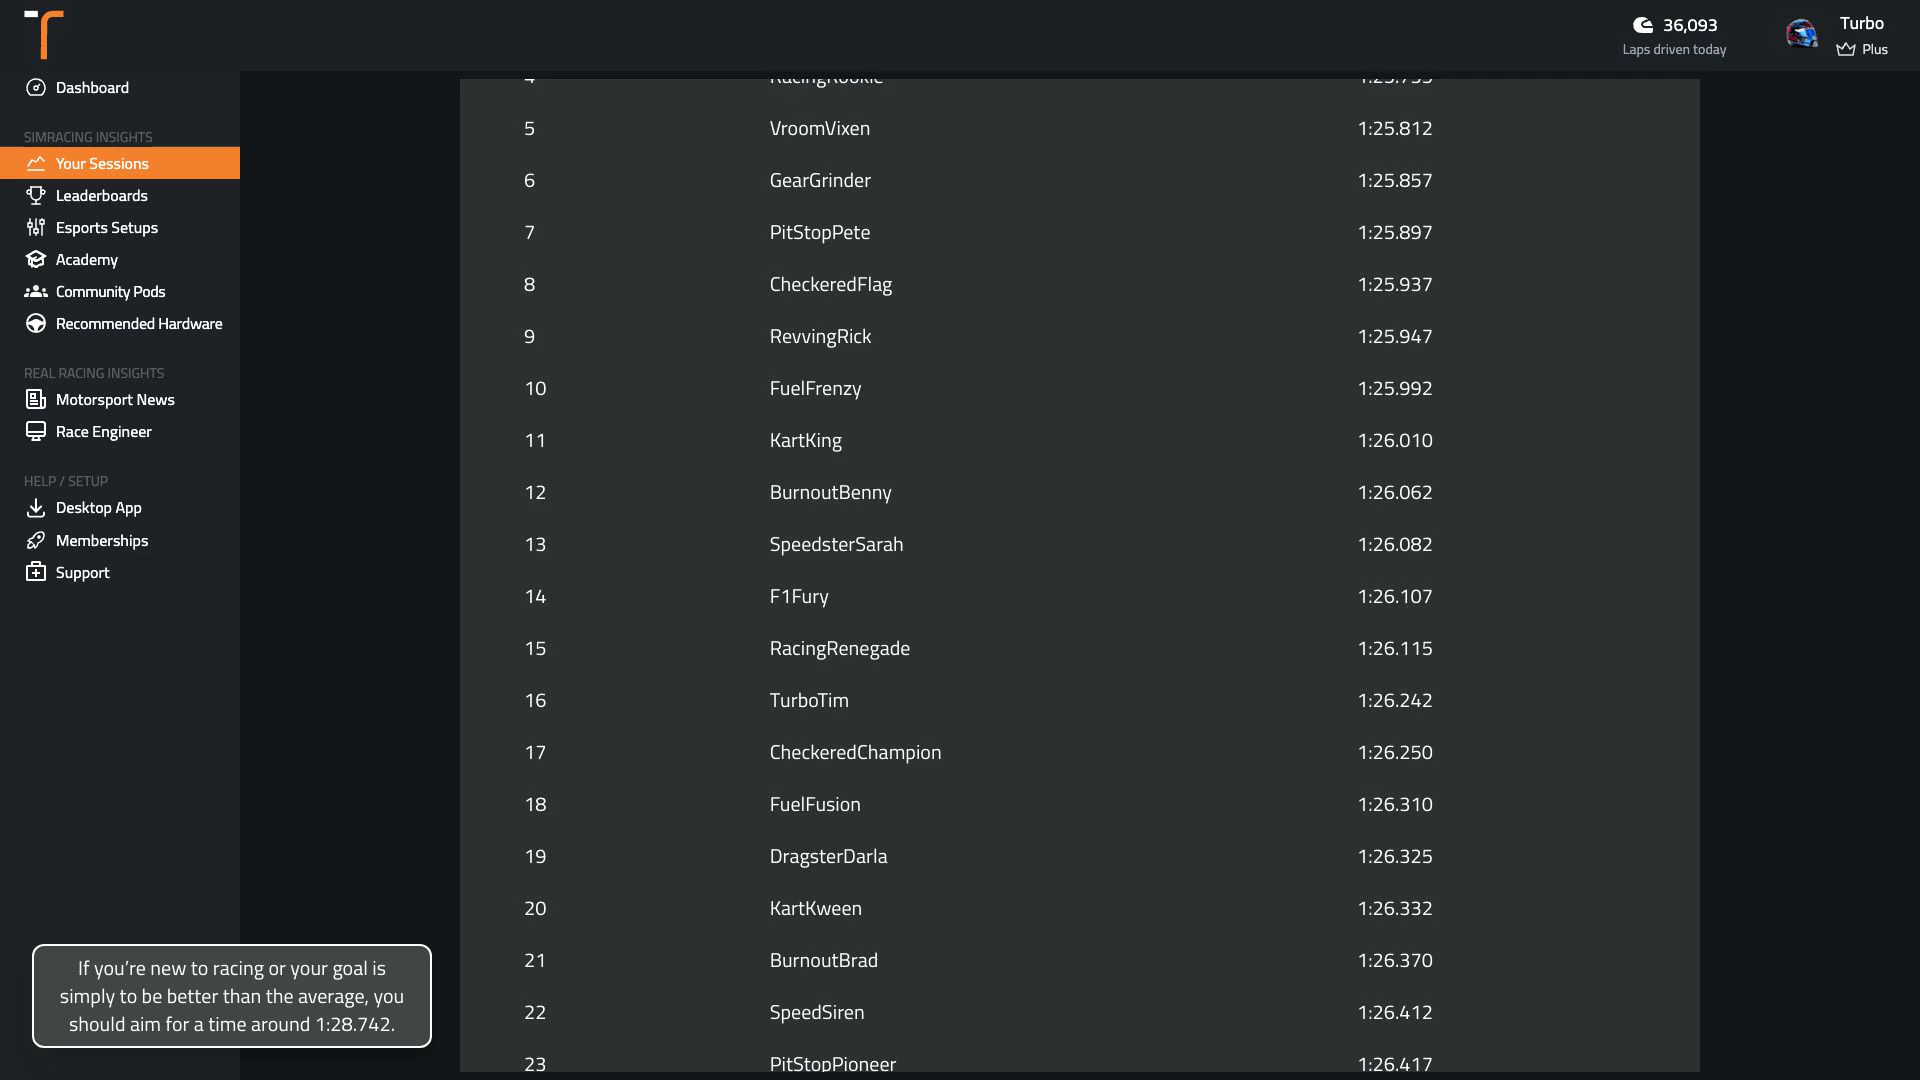 36,093
Laps driven today
Turbo
Plus
Dashboard
SIMRACING INSIGHTS
Your Sessions
Leaderboards
Esports Setups
Academy
Community Pods
Recommended Hardware
REAL RACING INSIGHTS
Motorsport News
Race Engineer
HELP / SETUP
Desktop App
Memberships
Support
4 RacingRookie 1:25.755
5 VroomVixen 1:25.812
6 GearGrinder 1:25.857
7 PitStopPete 1:25.897
8 CheckeredFlag 1:25.937
9 RevvingRick 1:25.947
10 FuelFrenzy 1:25.992
11 KartKing 1:26.010
12 BurnoutBenny 1:26.062
13 SpeedsterSarah 1:26.082
14 F1Fury 1:26.107
15 RacingRenegade 1:26.115
16 TurboTim 1:26.242
17 CheckeredChampion 1:26.250
18 FuelFusion 1:26.310
19 DragsterDarla 1:26.325
20 KartKween 1:26.332
21 BurnoutBrad 1:26.370
22 SpeedSiren 1:26.412
23 PitStopPioneer 1:26.417
If you’re new to racing or your goal is
simply to be better than the average, you
should aim for a time around 1:28.742.